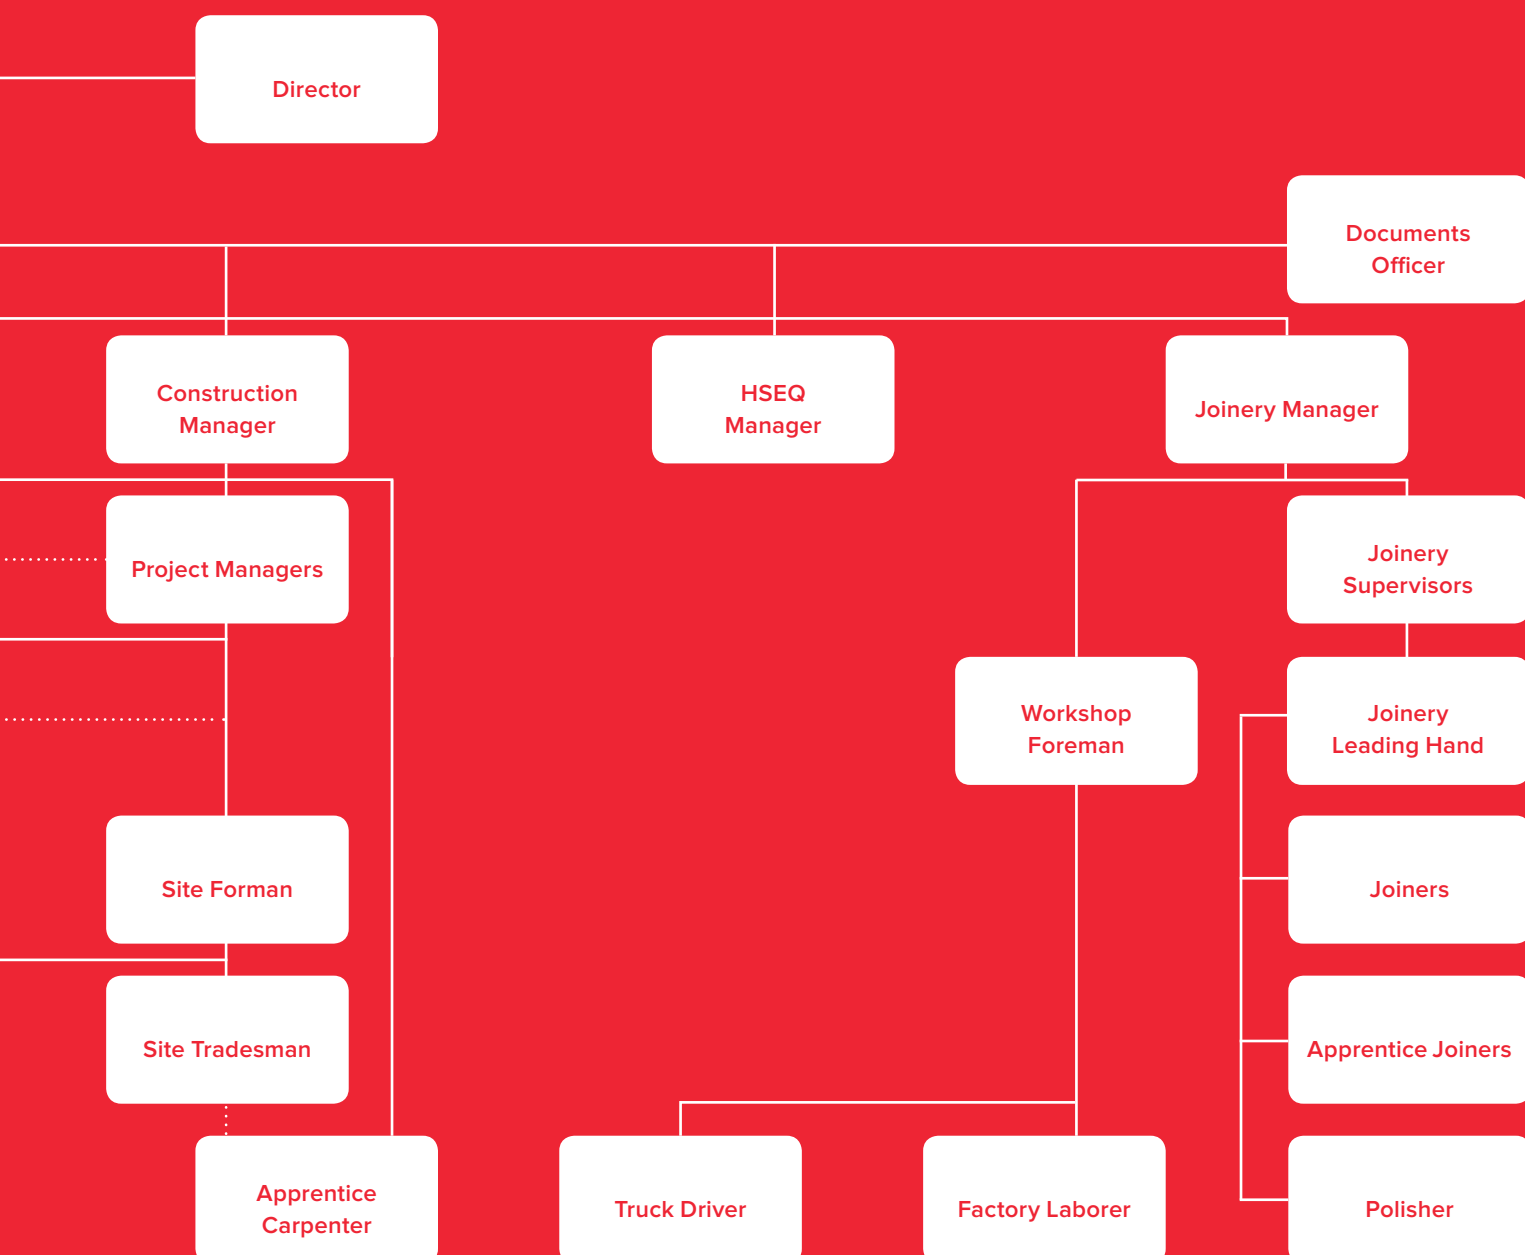 Director
Documents
Officer
Construction
Manager
HSEQ
Manager
Joinery Manager
Project Managers
Joinery
Supervisors
Workshop
Foreman
Joinery
Leading Hand
Site Forman
Joiners
Site Tradesman
Apprentice Joiners
Apprentice
Carpenter
Truck Driver
Factory Laborer
Polisher